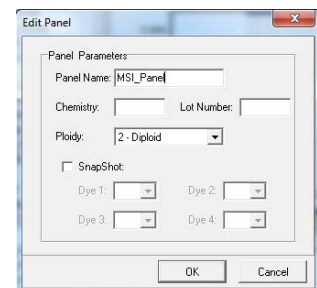 Edit Panel
Panel Parameters
Panel Name: MSI_Panel
Chemistry: Lot Number:
Ploidy: 2 - Diploid
SnapShot:
Dye 1: Dye 2:
Dye 3: Dye 4:
OK Cancel